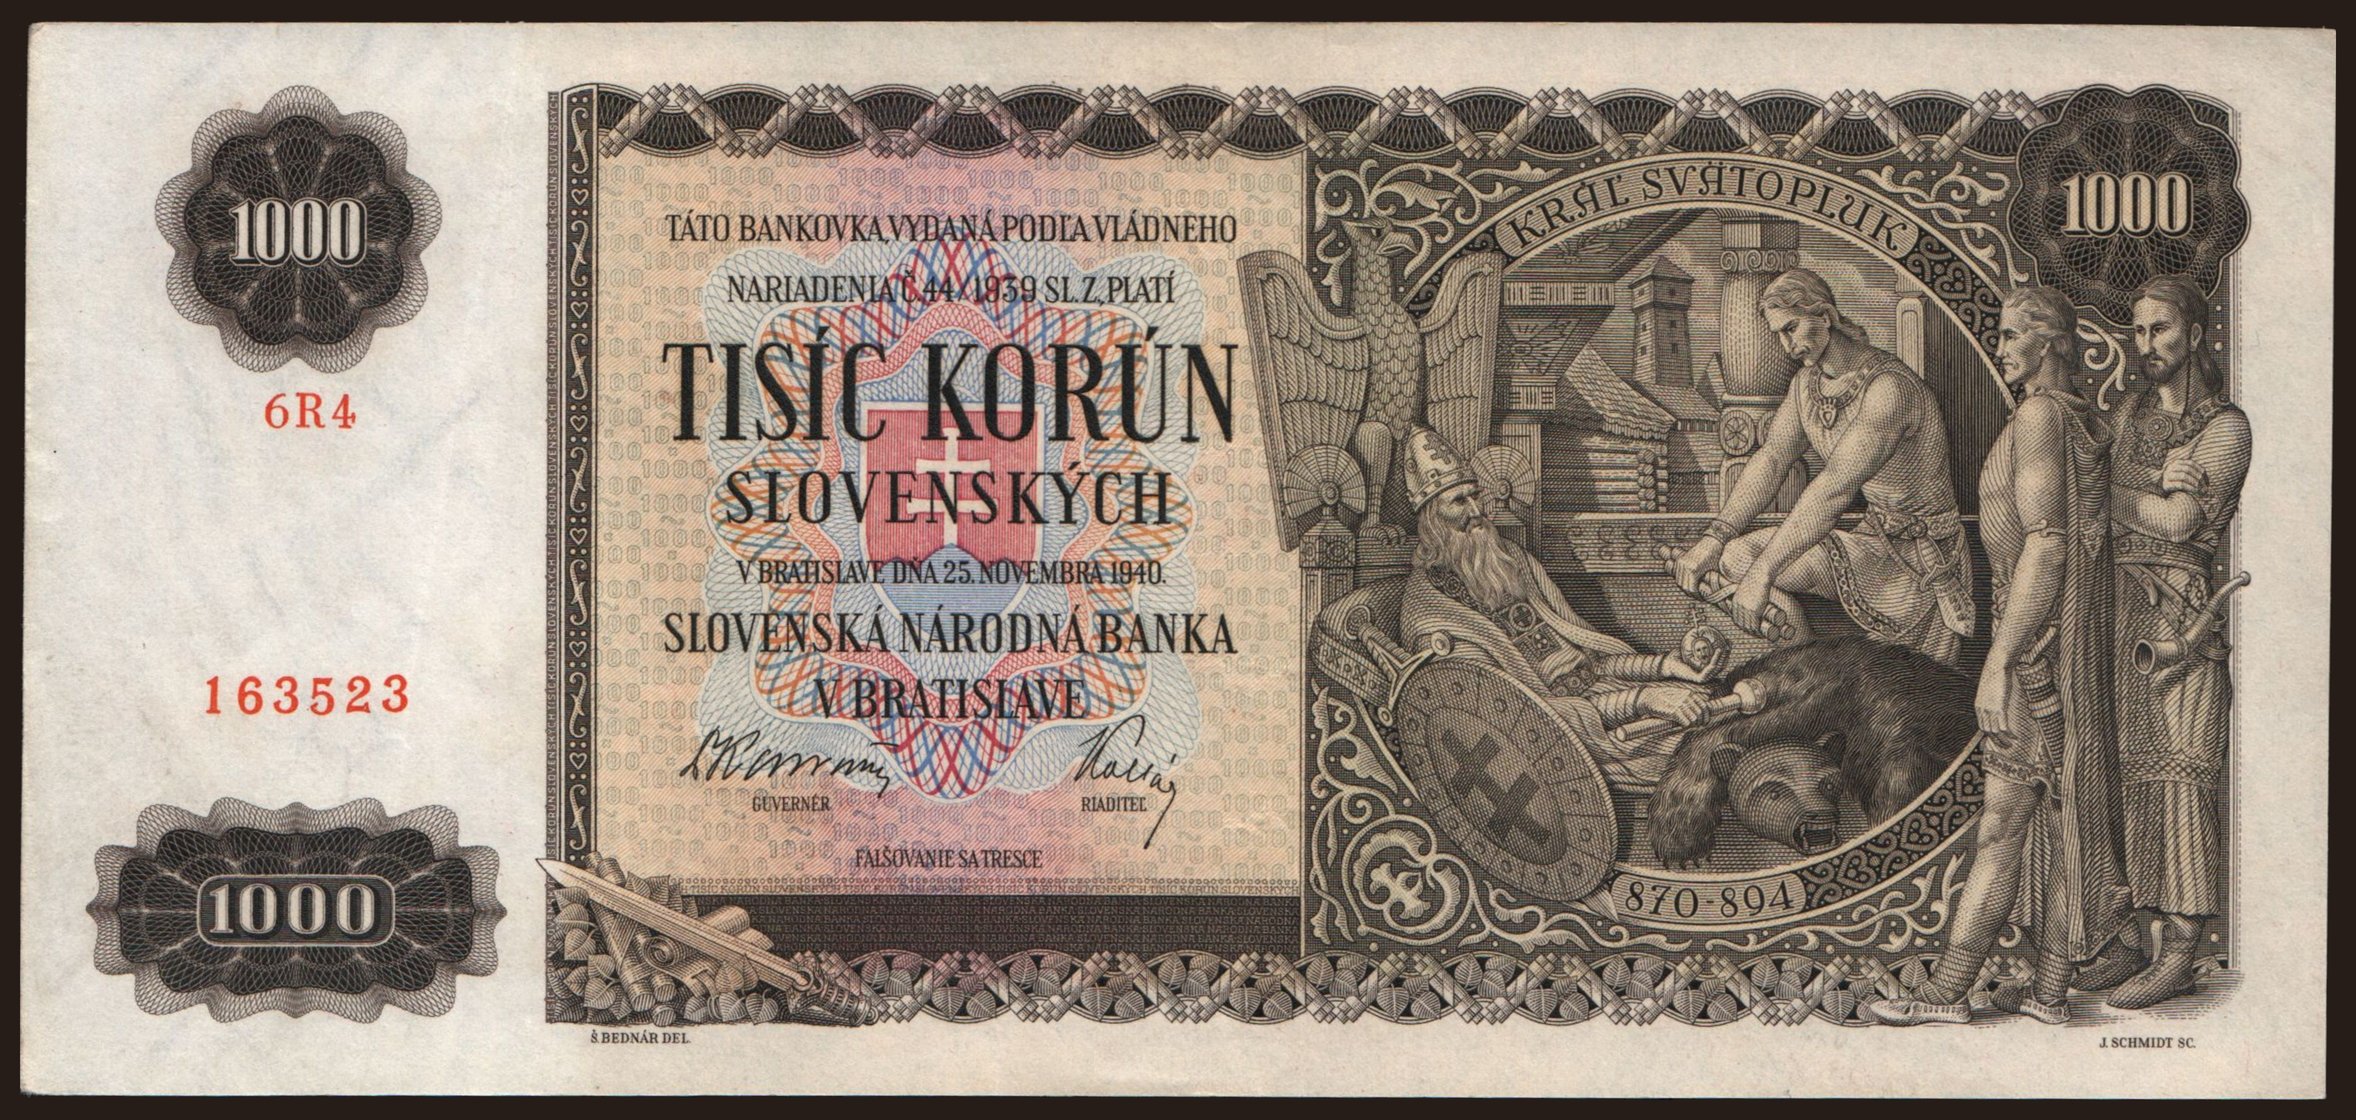 1000
6R4
163523
1000
TÁTO BANKOVKA, VYDANÁ PODĽA VLÁDNEHO
NARIADENIA Č. 44/1939 SL. Z., PLATÍ
TISÍC KORÚN
SLOVENSKÝCH
V BRATISLAVE DŇA 25. NOVEMBRA 1940.
SLOVENSKÁ NÁRODNÁ BANKA
V BRATISLAVE
GUVERNÉR
RIADITEĽ
FALŠOVANIE SA TRESCE
KRÁĽ SVÄTOPLUK
1000
870-894
Š. BEDNÁR DEL.
J. SCHMIDT SC.